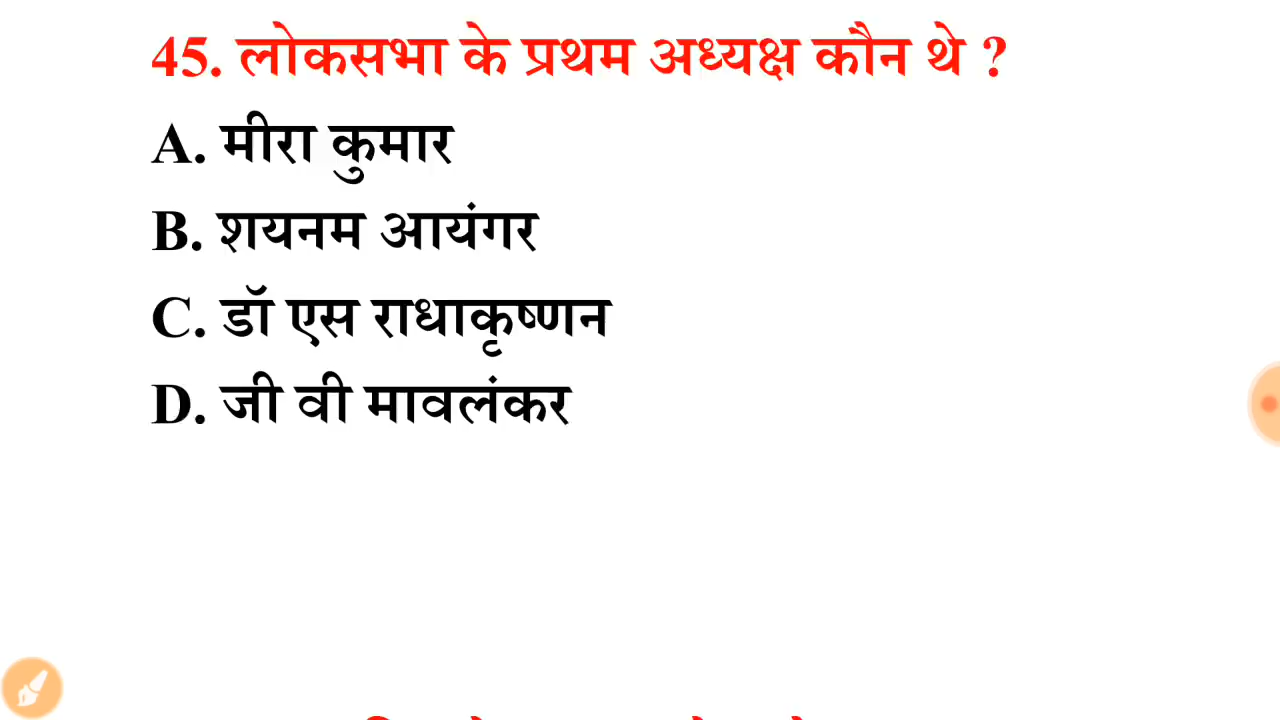 45. लोकसभा के प्रथम अध्यक्ष कौन थे ?
A. मीरा कुमार
B. शयनम आयंगर
C. डॉ एस राधाकृष्णन
D. जी वी मावलंकर